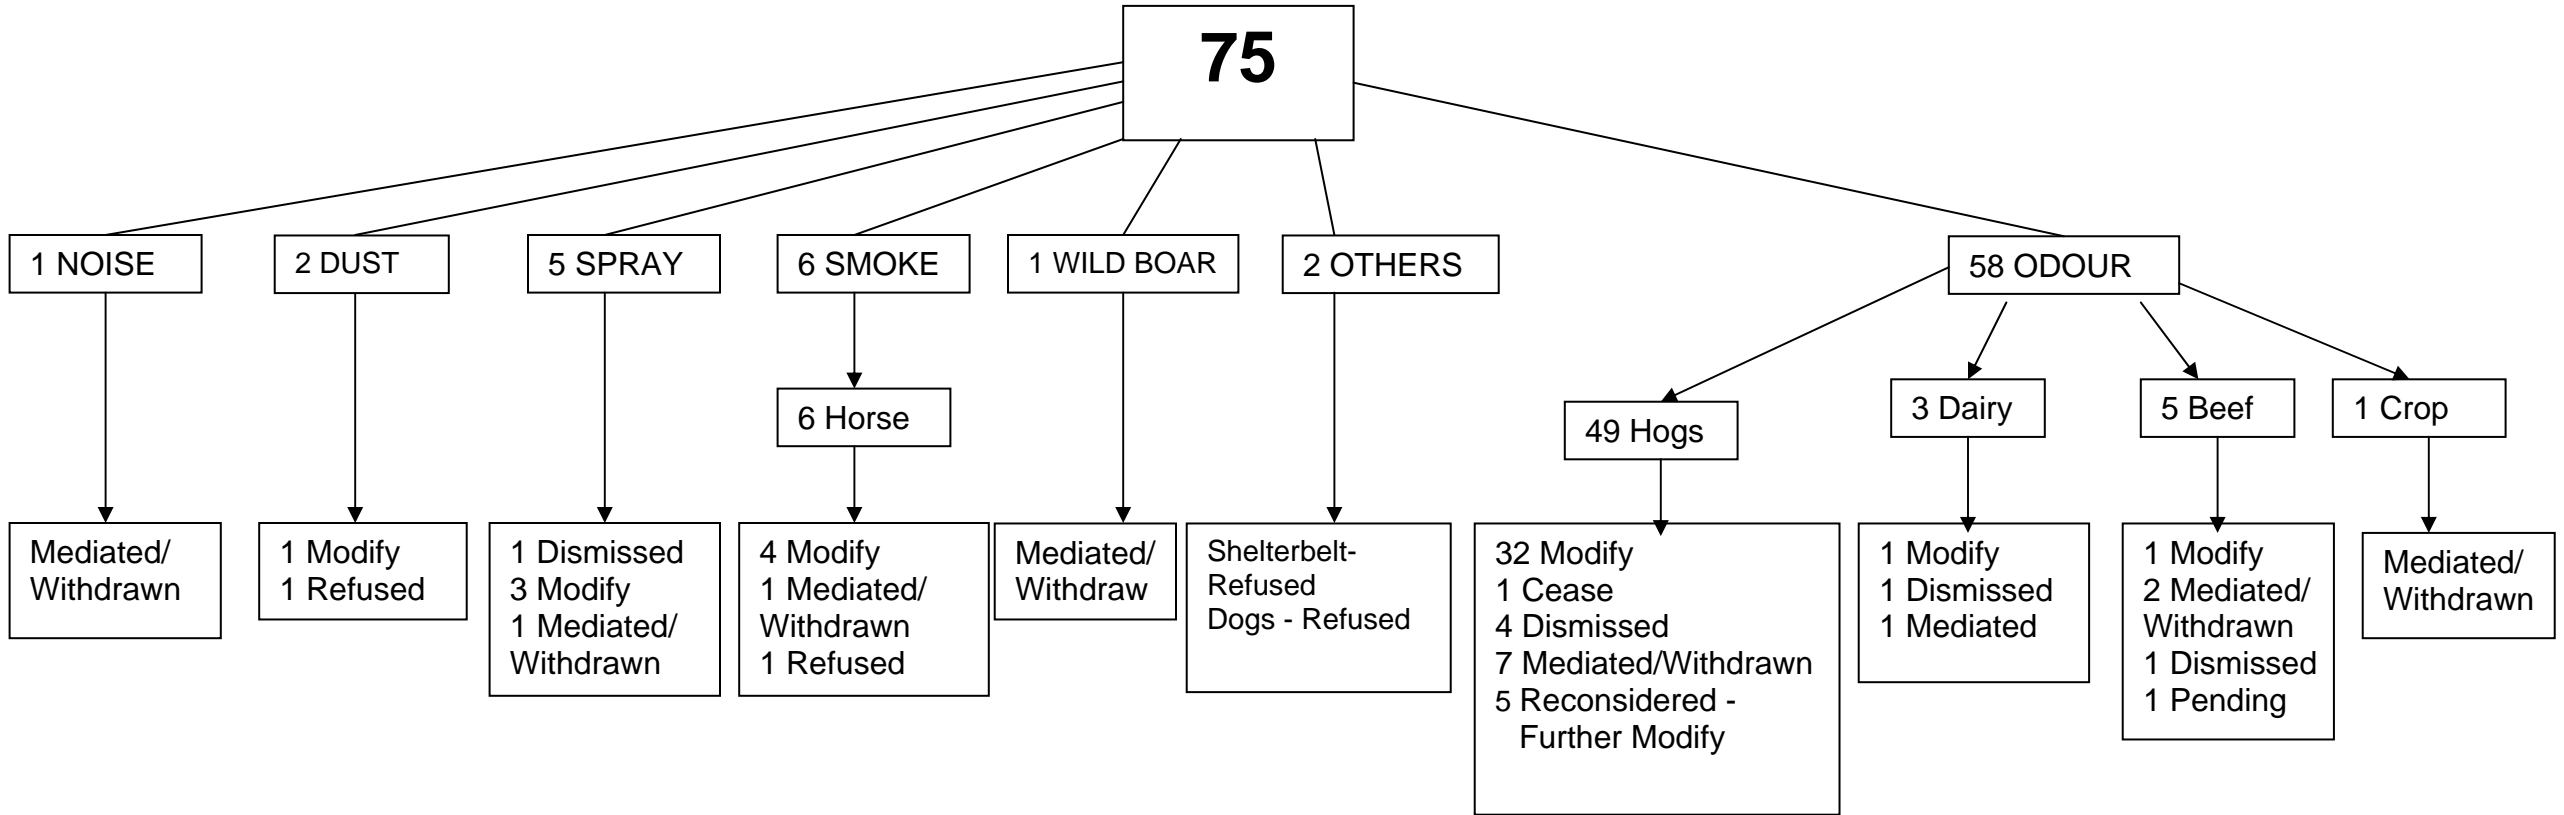 75
1 NOISE
2 DUST
5 SPRAY
6 SMOKE
1 WILD BOAR
2 OTHERS
58 ODOUR
6 Horse
49 Hogs
3 Dairy
5 Beef
1 Crop
Mediated/
Withdrawn
1 Modify
1 Refused
1 Dismissed
3 Modify
1 Mediated/
Withdrawn
4 Modify
1 Mediated/
Withdrawn
1 Refused
Mediated/
Withdraw
Shelterbelt-
Refused
Dogs - Refused
32 Modify
1 Cease
4 Dismissed
7 Mediated/Withdrawn
5 Reconsidered -
Further Modify
1 Modify
1 Dismissed
1 Mediated
1 Modify
2 Mediated/
Withdrawn
1 Dismissed
1 Pending
Mediated/
Withdrawn